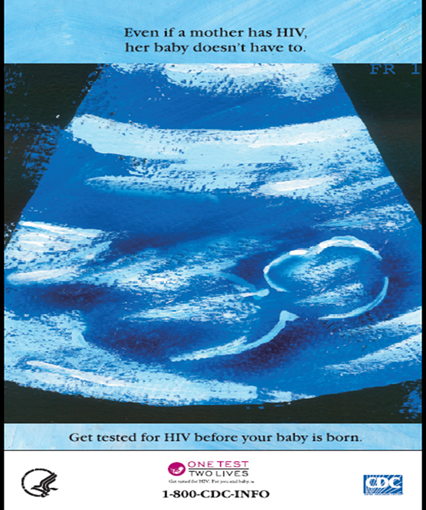 Even if a mother has HIV,
her baby doesn't have to.
FR 1
Get tested for HIV before your baby is born.
ONE TEST
TWO LIVES
Get tested for HIV. For you and baby.
1-800-CDC-INFO
CDC